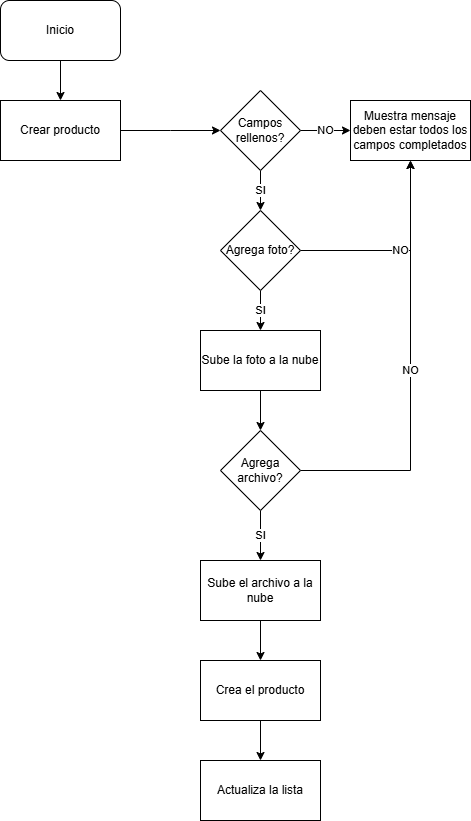 Inicio
Crear producto
Campos
rellenos?
NO
Muestra mensaje
deben estar todos los
campos completados
SI
Agrega foto?
NO
SI
Sube la foto a la nube
NO
Agrega
archivo?
SI
Sube el archivo a la
nube
Crea el producto
Actualiza la lista